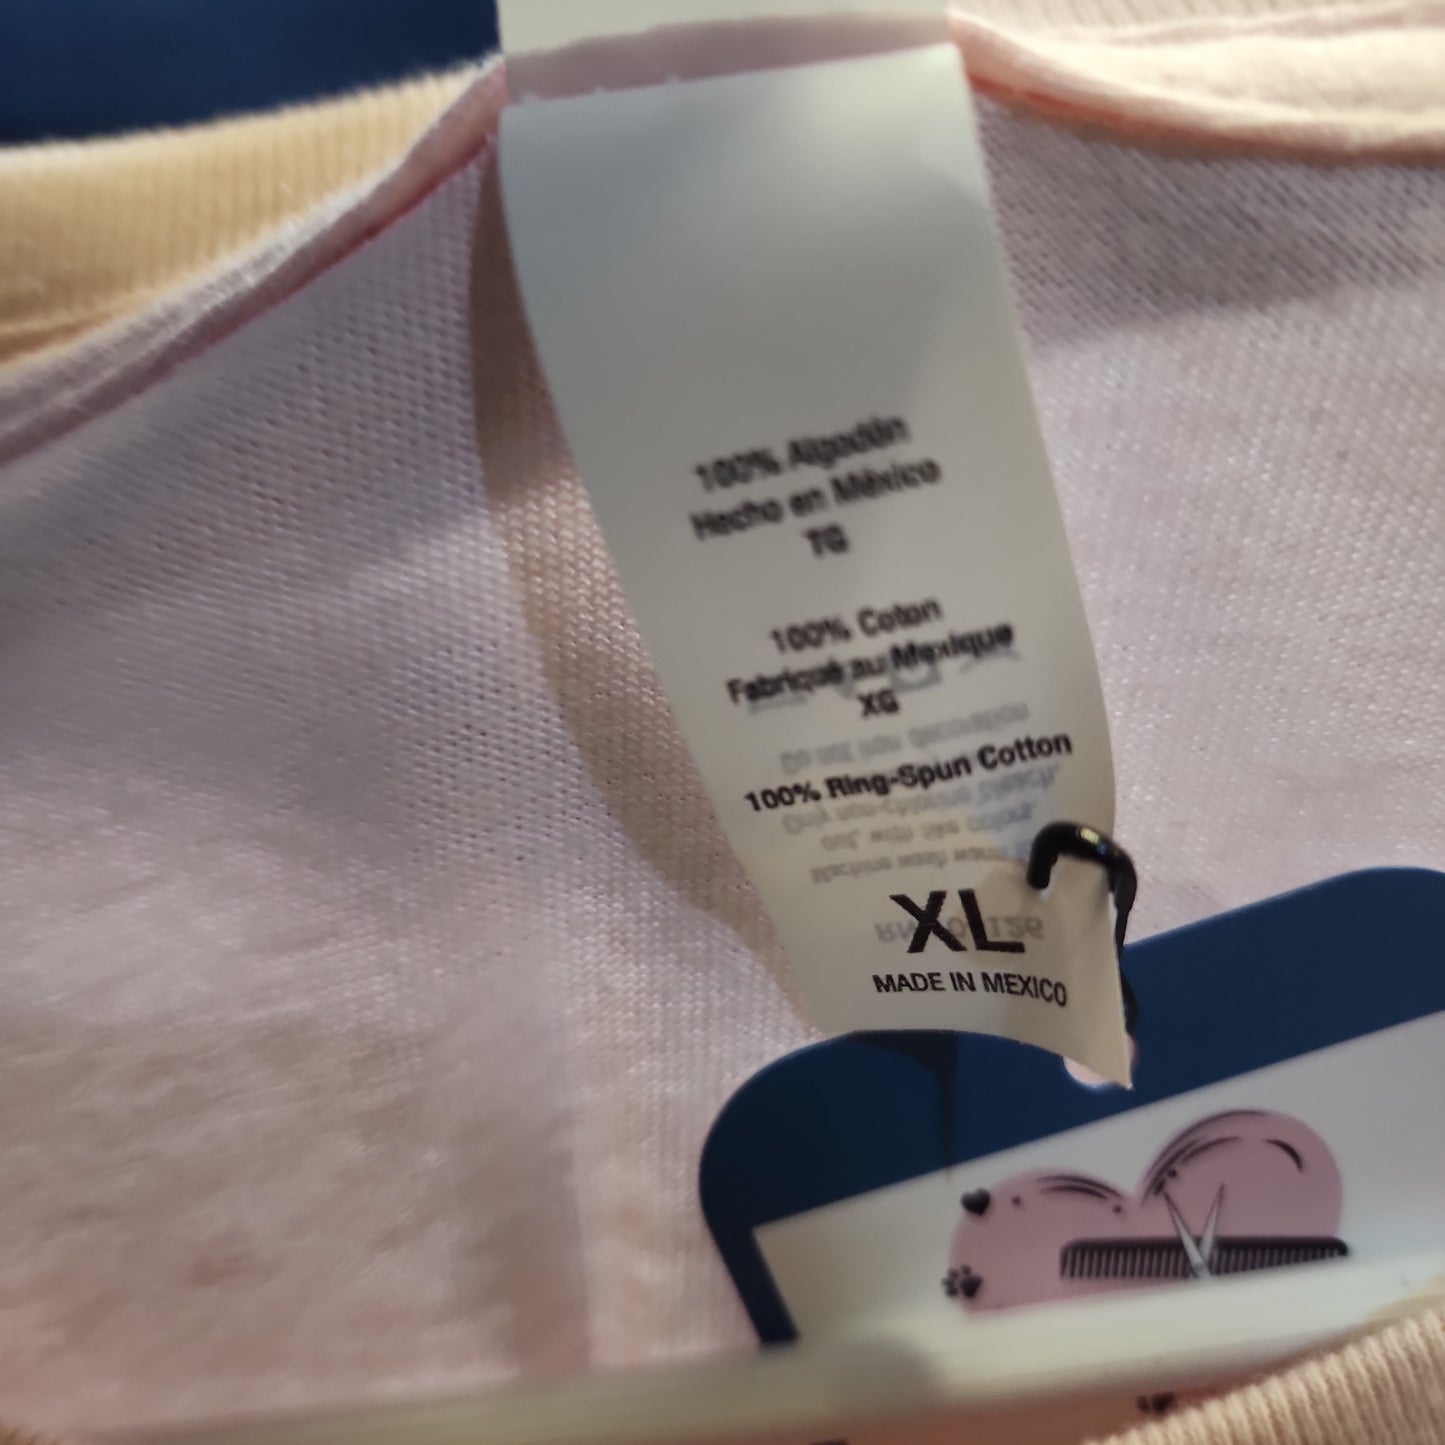 100% Algodón
Hecho en México
TG
100% Coton
Fabriqué au Mexique
XG
100% Ring-Spun Cotton
XL
MADE IN MEXICO